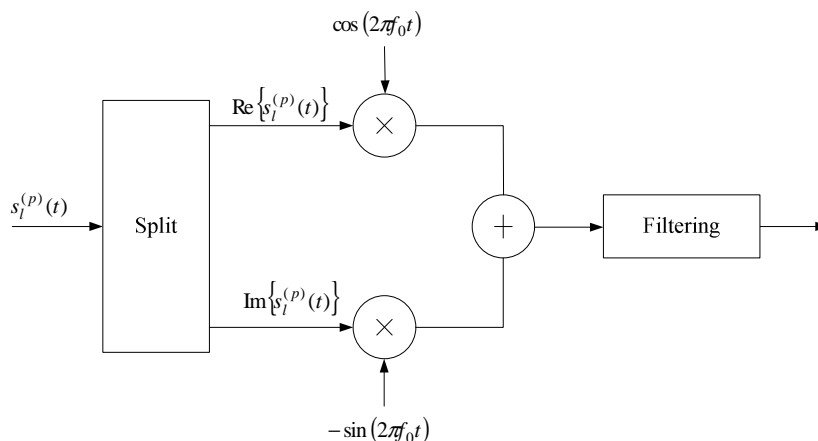 cos(2πf₀t)
Re{s_l^(p)(t)}
×
s_l^(p)(t)
Split
+
Filtering
Im{s_l^(p)(t)}
×
−sin(2πf₀t)